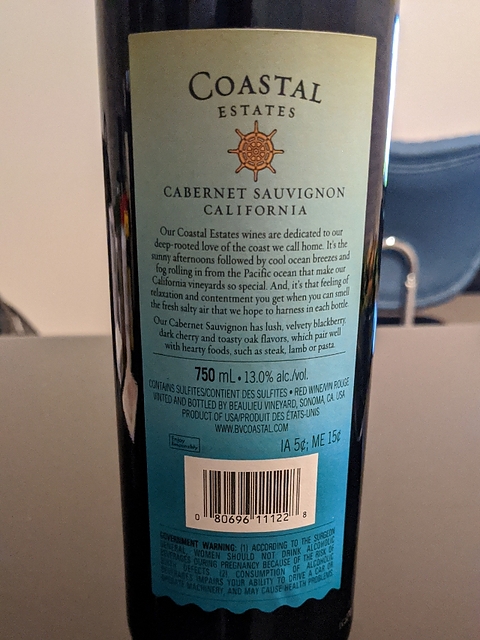 COASTAL
ESTATES
CABERNET SAUVIGNON
CALIFORNIA
Our Coastal Estates wines are dedicated to our
deep-rooted love of the coast we call home. It's the
sunny afternoons followed by cool ocean breezes and
fog rolling in from the Pacific ocean that make our
California vineyards so special. And, it's that feeling of
relaxation and contentment you get when you can smell
the fresh salty air that we hope to harness in each bottle.
Our Cabernet Sauvignon has lush, velvety blackberry,
dark cherry and toasty oak flavors, which pair well
with hearty foods, such as steak, lamb or pasta.
750 mL • 13.0% alc./vol.
CONTAINS SULFITES/CONTIENT DES SULFITES • RED WINE/VIN ROUGE
VINTED AND BOTTLED BY BEAULIEU VINEYARD, SONOMA, CA. USA
PRODUCT OF USA/PRODUIT DES ÉTATS-UNIS
WWW.BVCOASTAL.COM
Enjoy Responsibly
IA 5¢; ME 15¢
0 80696 11122 8
GOVERNMENT WARNING: (1) ACCORDING TO THE SURGEON
GENERAL, WOMEN SHOULD NOT DRINK ALCOHOLIC
BEVERAGES DURING PREGNANCY BECAUSE OF THE RISK OF
BIRTH DEFECTS. (2) CONSUMPTION OF ALCOHOLIC
BEVERAGES IMPAIRS YOUR ABILITY TO DRIVE A CAR OR
OPERATE MACHINERY, AND MAY CAUSE HEALTH PROBLEMS.